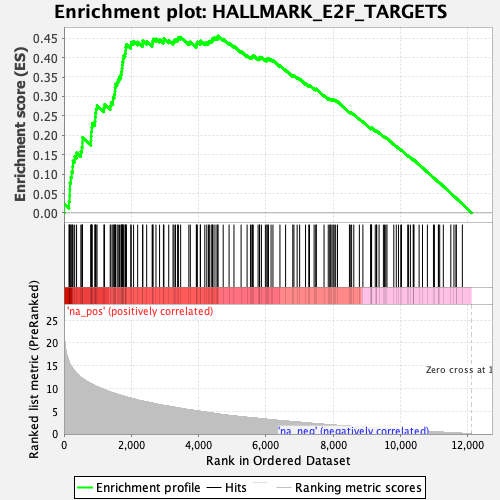 Enrichment plot: HALLMARK_E2F_TARGETS
Enrichment score (ES)
0.45
0.40
0.35
0.30
0.25
0.20
0.15
0.10
0.05
0.00
'na_pos' (positively correlated)
Ranked list metric (PreRanked)
25
20
15
10
5
0
Zero cross at 1
'na_neg' (negatively correlated)
0
2,000
4,000
6,000
8,000
10,000
12,000
Rank in Ordered Dataset
Enrichment profile
Hits
Ranking metric scores